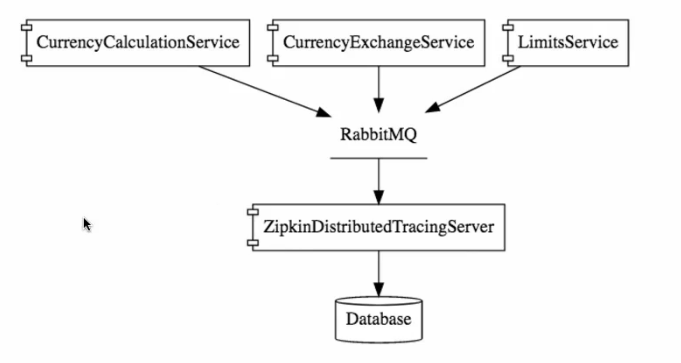 CurrencyCalculationService
CurrencyExchangeService
LimitsService
RabbitMQ
ZipkinDistributedTracingServer
Database